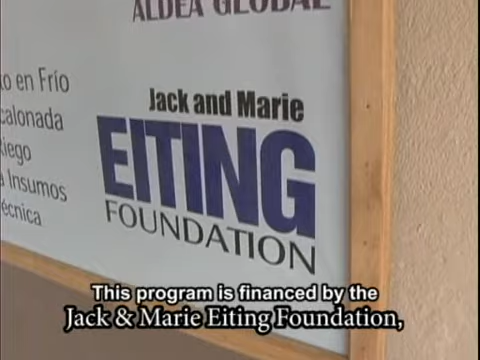 ALDEA GLOBAL
to en Frío
calonada
Riego
a Insumos
écnica
Jack and Marie
EITING
FOUNDATION
This program is financed by the
Jack & Marie Eiting Foundation,